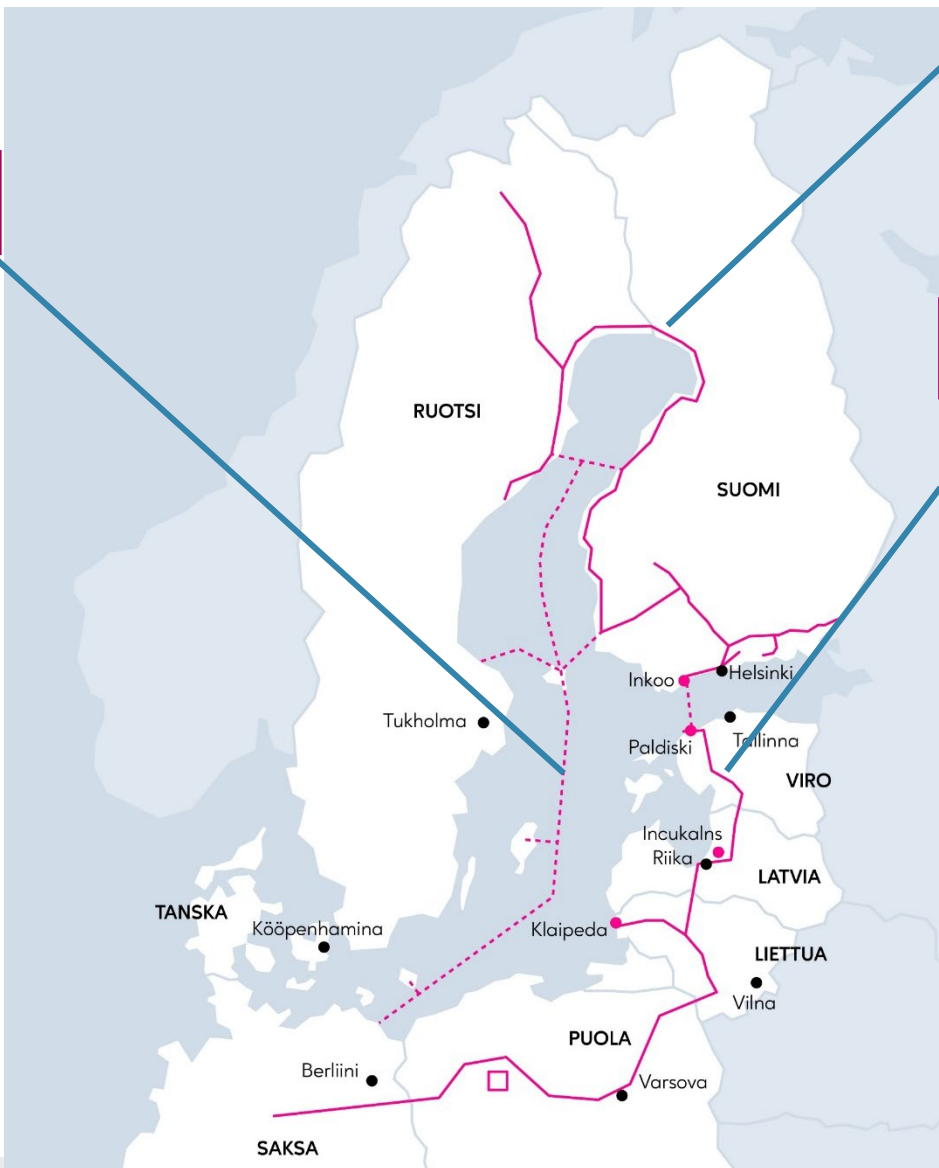 RUOTSI
SUOMI
Inkoo
Helsinki
Tukholma
Paldiski
Tallinna
VIRO
Incukalns
Riika
LATVIA
TANSKA
Kööpenhamina
Klaipeda
LIETTUA
Vilna
PUOLA
Berliini
Varsova
SAKSA